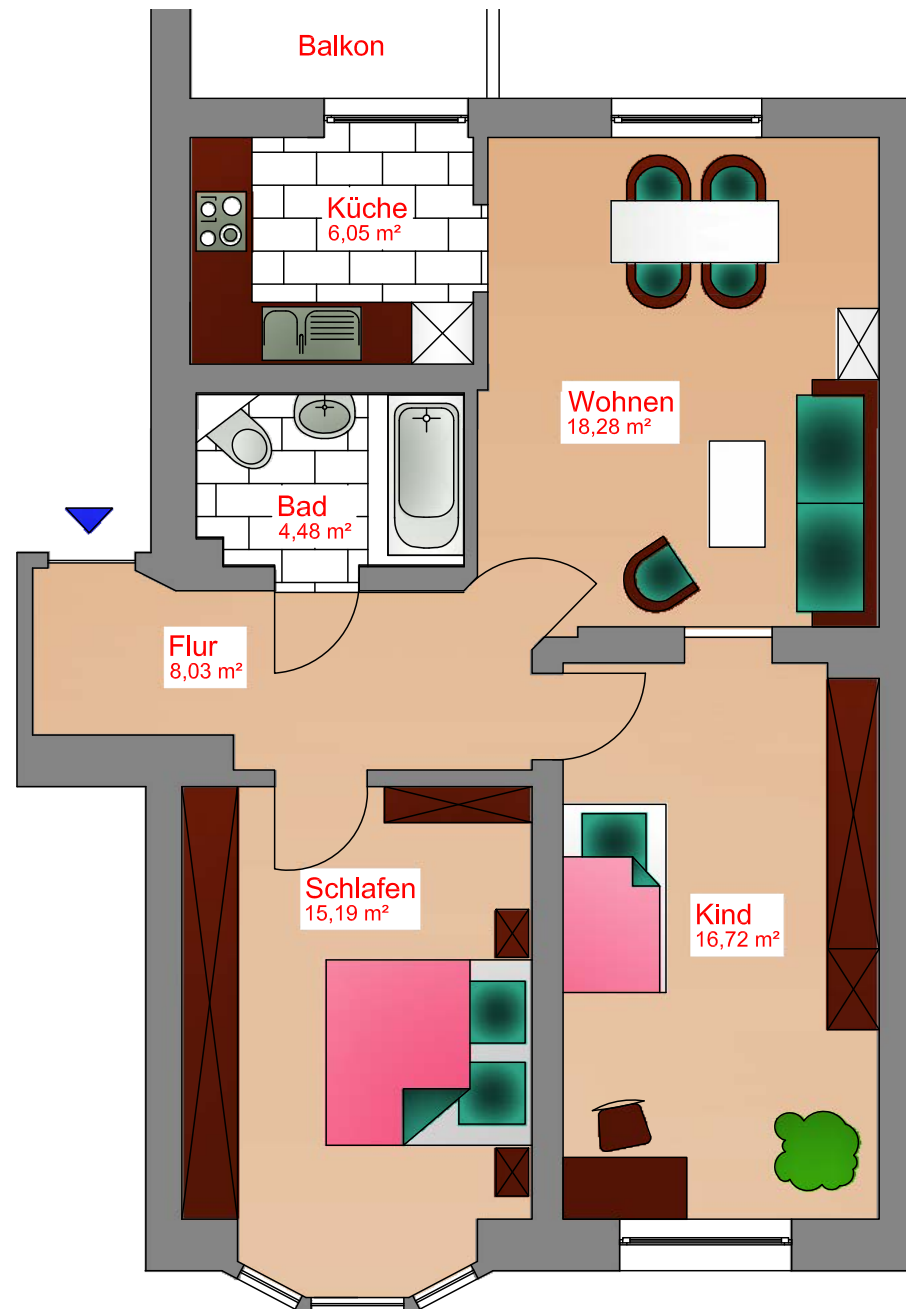 Balkon
Küche
6,05 m²
Wohnen
18,28 m²
Bad
4,48 m²
Flur
8,03 m²
Schlafen
15,19 m²
Kind
16,72 m²